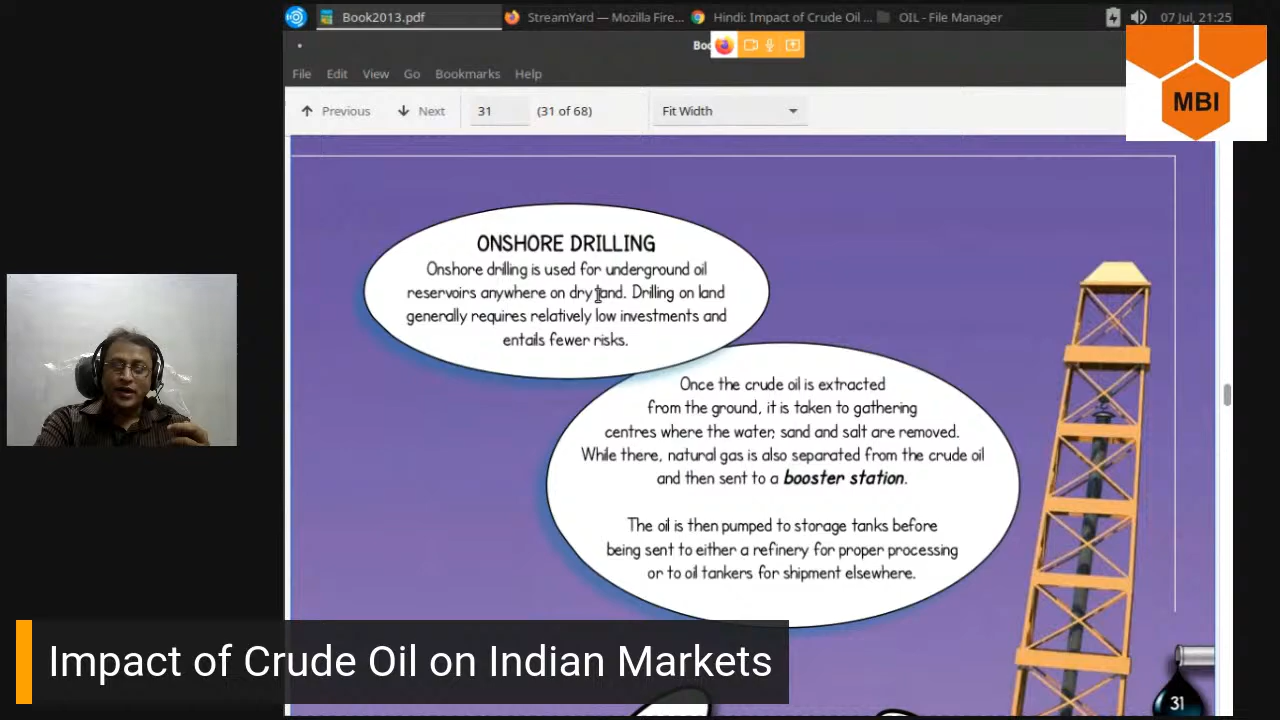 Book2013.pdf
StreamYard — Mozilla Fire...
Hindi: Impact of Crude Oil ...
OIL - File Manager
07 Jul, 21:25
File Edit View Go Bookmarks Help
Previous Next 31 (31 of 68) Fit Width
MBI
ONSHORE DRILLING
Onshore drilling is used for underground oil
reservoirs anywhere on dry land. Drilling on land
generally requires relatively low investments and
entails fewer risks.
Once the crude oil is extracted
from the ground, it is taken to gathering
centres where the water, sand and salt are removed.
While there, natural gas is also separated from the crude oil
and then sent to a booster station.
The oil is then pumped to storage tanks before
being sent to either a refinery for proper processing
or to oil tankers for shipment elsewhere.
31
Impact of Crude Oil on Indian Markets